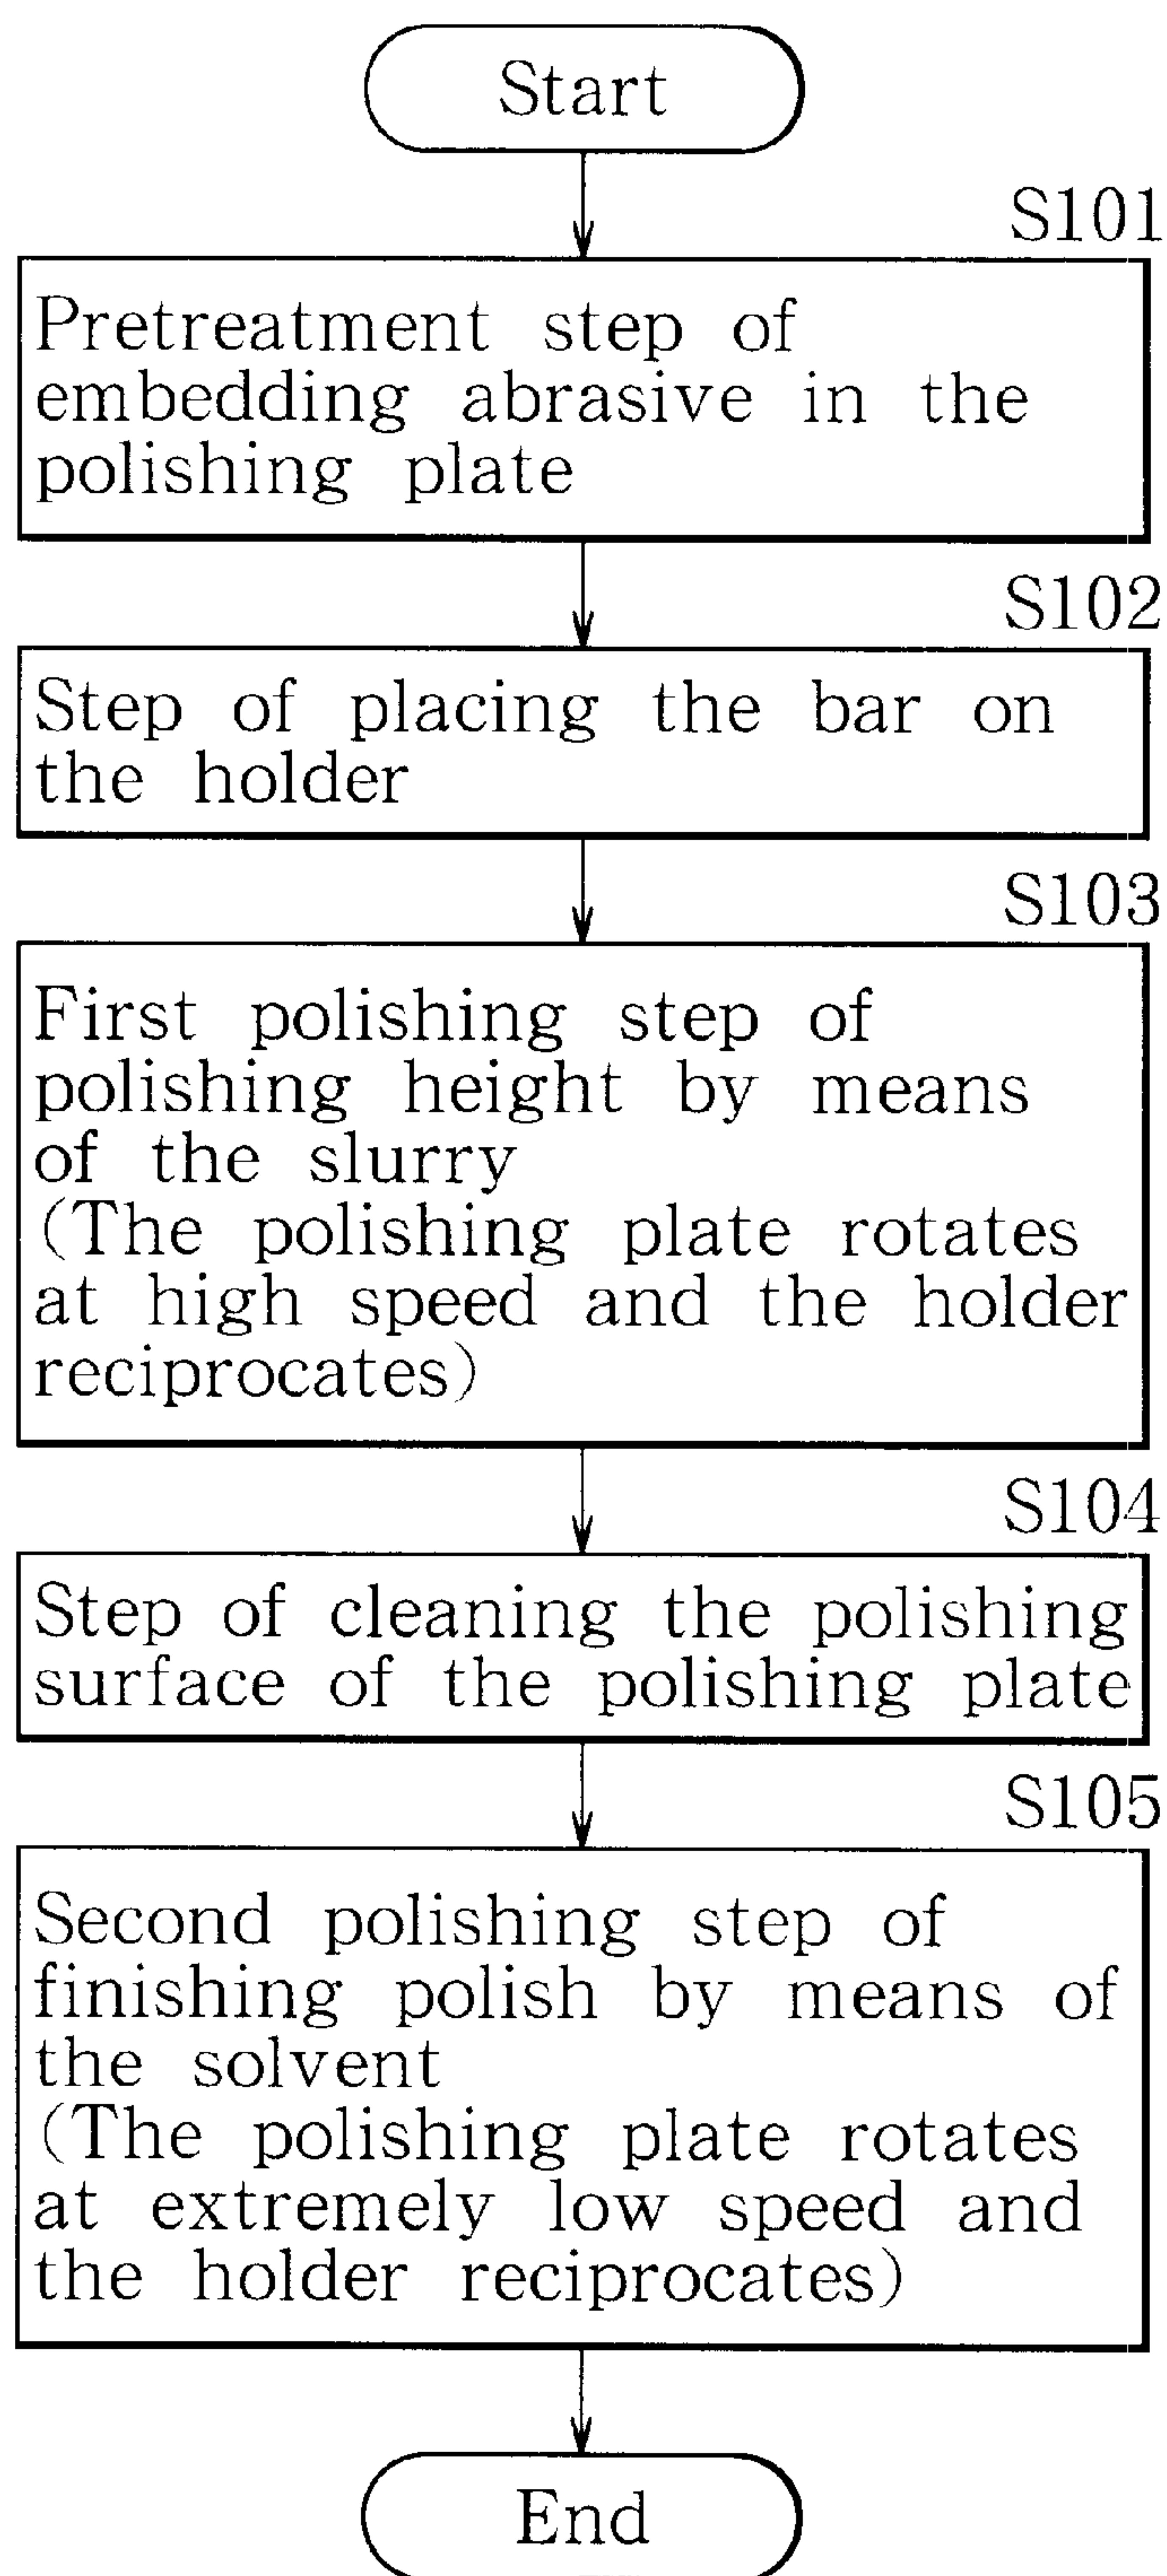 Start
S101
Pretreatment step of
embedding abrasive in the
polishing plate
S102
Step of placing the bar on
the holder
S103
First polishing step of
polishing height by means
of the slurry
(The polishing plate rotates
at high speed and the holder
reciprocates)
S104
Step of cleaning the polishing
surface of the polishing plate
S105
Second polishing step of
finishing polish by means of
the solvent
(The polishing plate rotates
at extremely low speed and
the holder reciprocates)
End